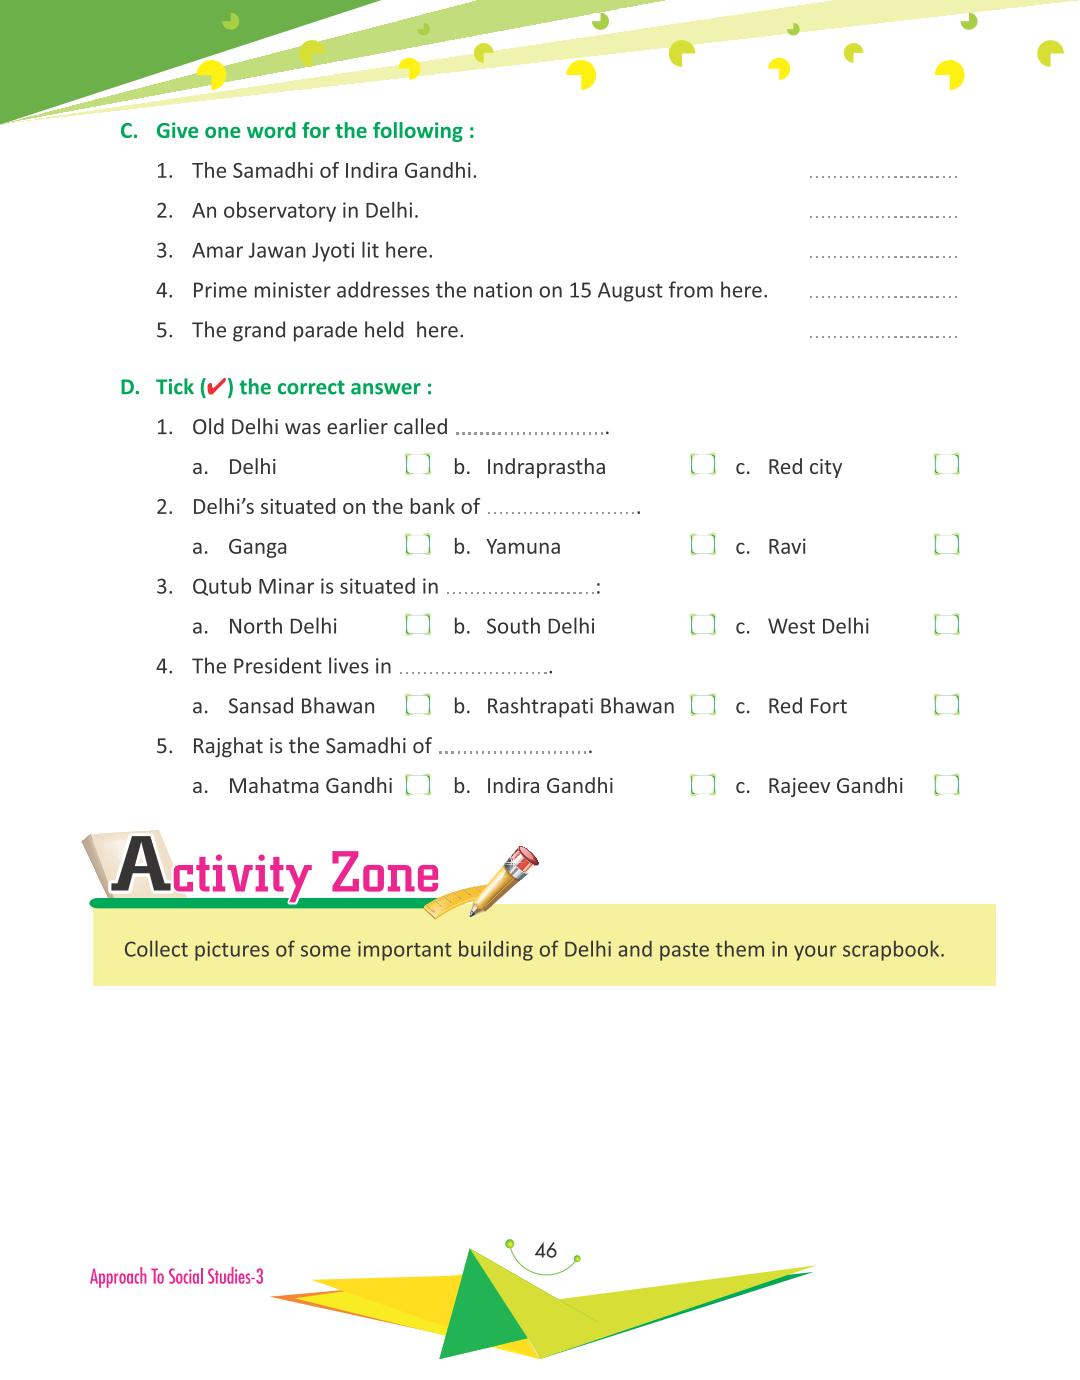 C. Give one word for the following :
1. The Samadhi of Indira Gandhi. .........................
2. An observatory in Delhi. .........................
3. Amar Jawan Jyoti lit here. .........................
4. Prime minister addresses the nation on 15 August from here. .........................
5. The grand parade held  here. .........................
D. Tick (✔) the correct answer :
1. Old Delhi was earlier called .........................
a. Delhi b. Indraprastha c. Red city
2. Delhi’s situated on the bank of .........................
a. Ganga b. Yamuna c. Ravi
3. Qutub Minar is situated in .........................:
a. North Delhi b. South Delhi c. West Delhi
4. The President lives in .........................
a. Sansad Bhawan b. Rashtrapati Bhawan c. Red Fort
5. Rajghat is the Samadhi of .........................
a. Mahatma Gandhi b. Indira Gandhi c. Rajeev Gandhi
Activity Zone
Collect pictures of some important building of Delhi and paste them in your scrapbook.
46
Approach To Social Studies-3